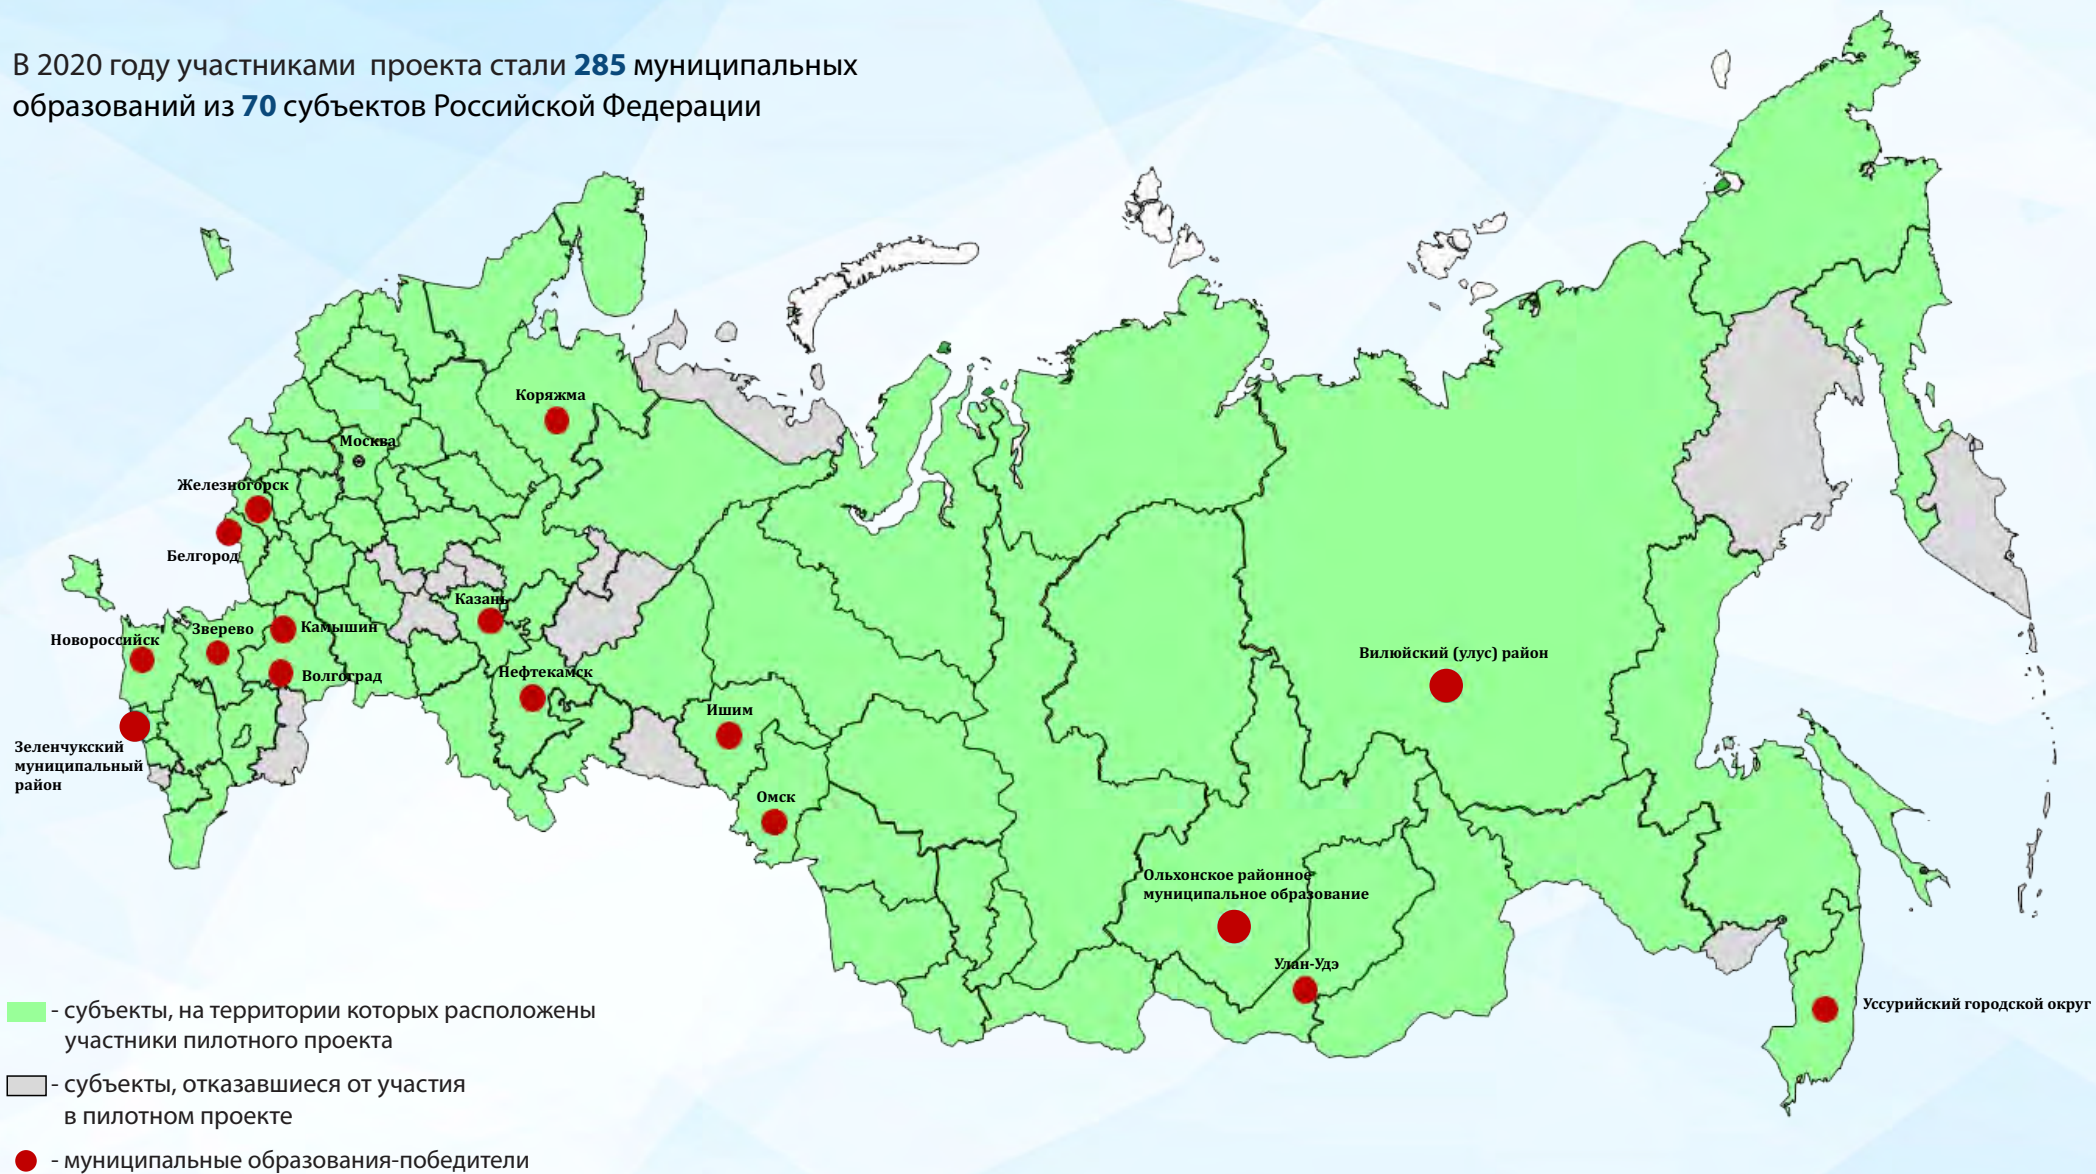 В 2020 году участниками проекта стали 285 муниципальных
образований из 70 субъектов Российской Федерации
Коряжма
Москва
Железногорск
Белгород
Казань
Камышин
Зверево
Новороссийск
Вилюйский (улус) район
Нефтекамск
Волгоград
Ишим
Зеленчукский
муниципальный
район
Омск
Ольхонское районное
муниципальное образование
Улан-Удэ
Уссурийский городской округ
- субъекты, на территории которых расположены
участники пилотного проекта
- субъекты, отказавшиеся от участия
в пилотном проекте
- муниципальные образования-победители